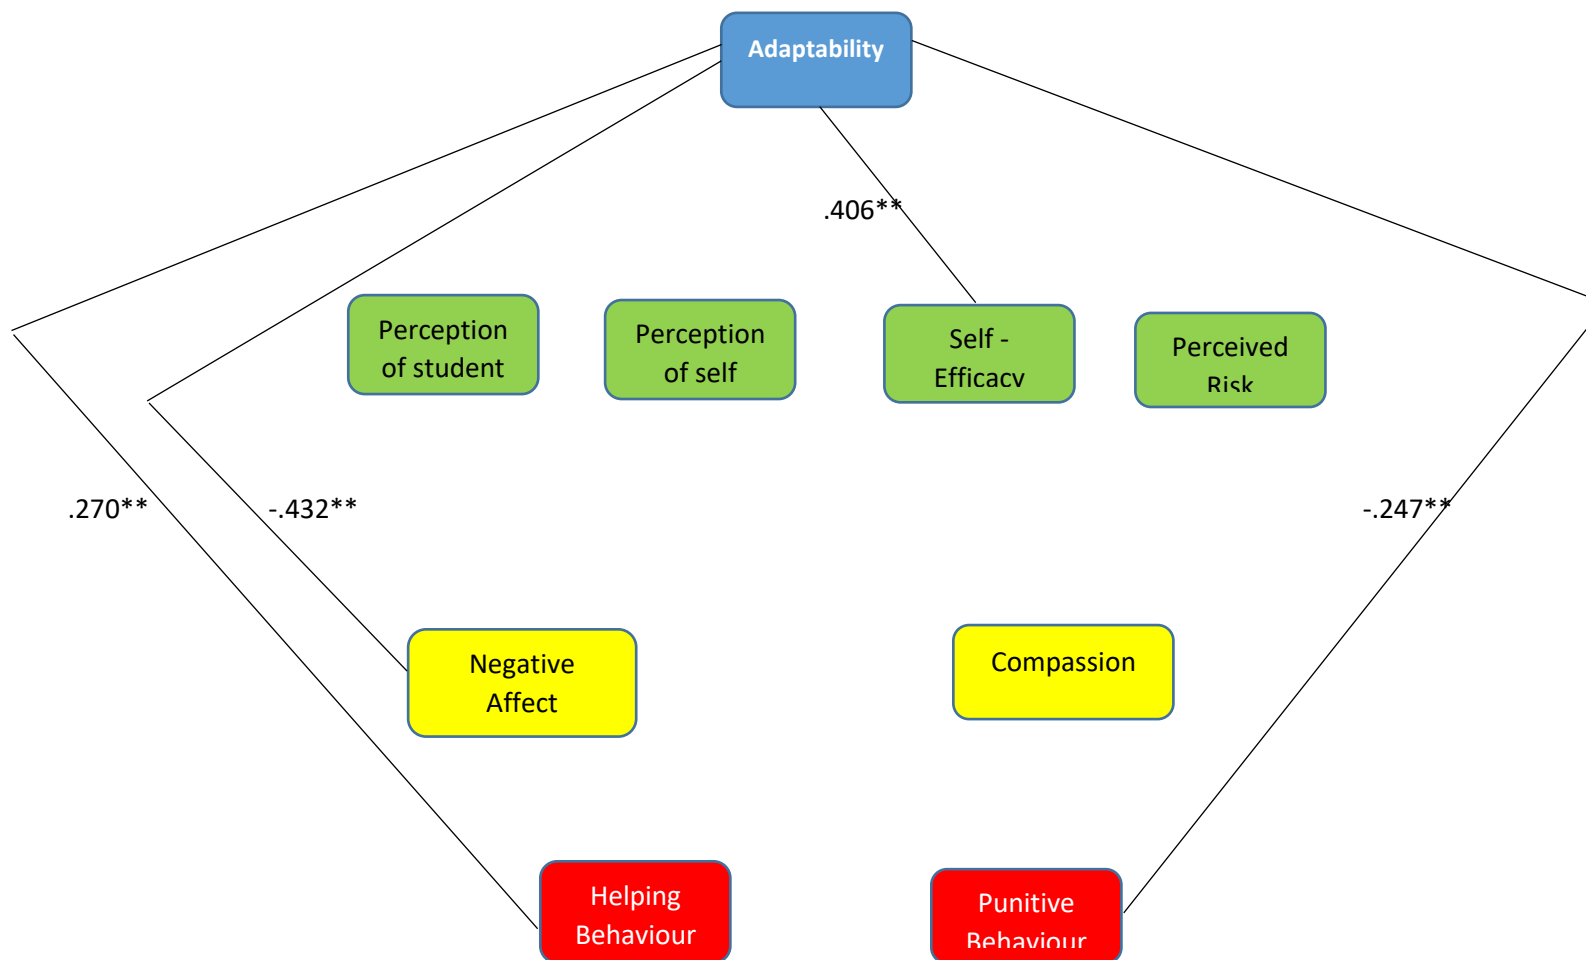 Adaptability
.406**
Perception
of student
Perception
of self
Self -
Efficacy
Perceived
Risk
.270**
-.432**
-.247**
Negative
Affect
Compassion
Helping
Behaviour
Punitive
Behaviour